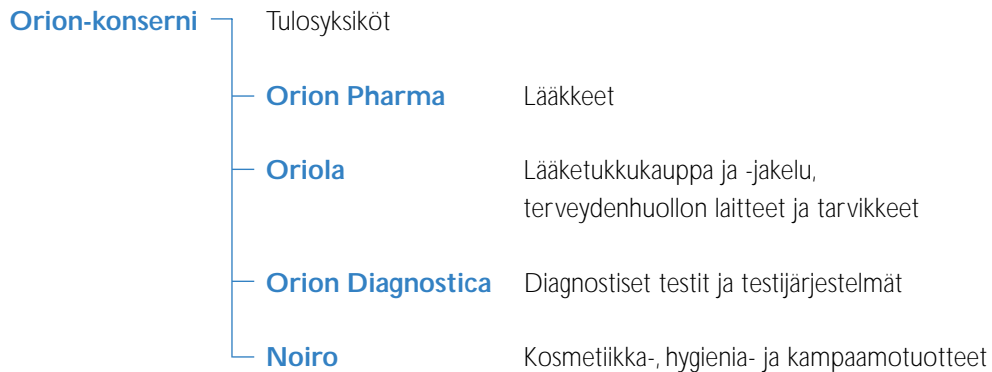 Orion-konserni Tulosyksiköt
Orion Pharma Lääkkeet
Oriola Lääketukkukauppa ja -jakelu,
terveydenhuollon laitteet ja tarvikkeet
Orion Diagnostica Diagnostiset testit ja testijärjestelmät
Noiro Kosmetiikka-, hygienia- ja kampaamotuotteet